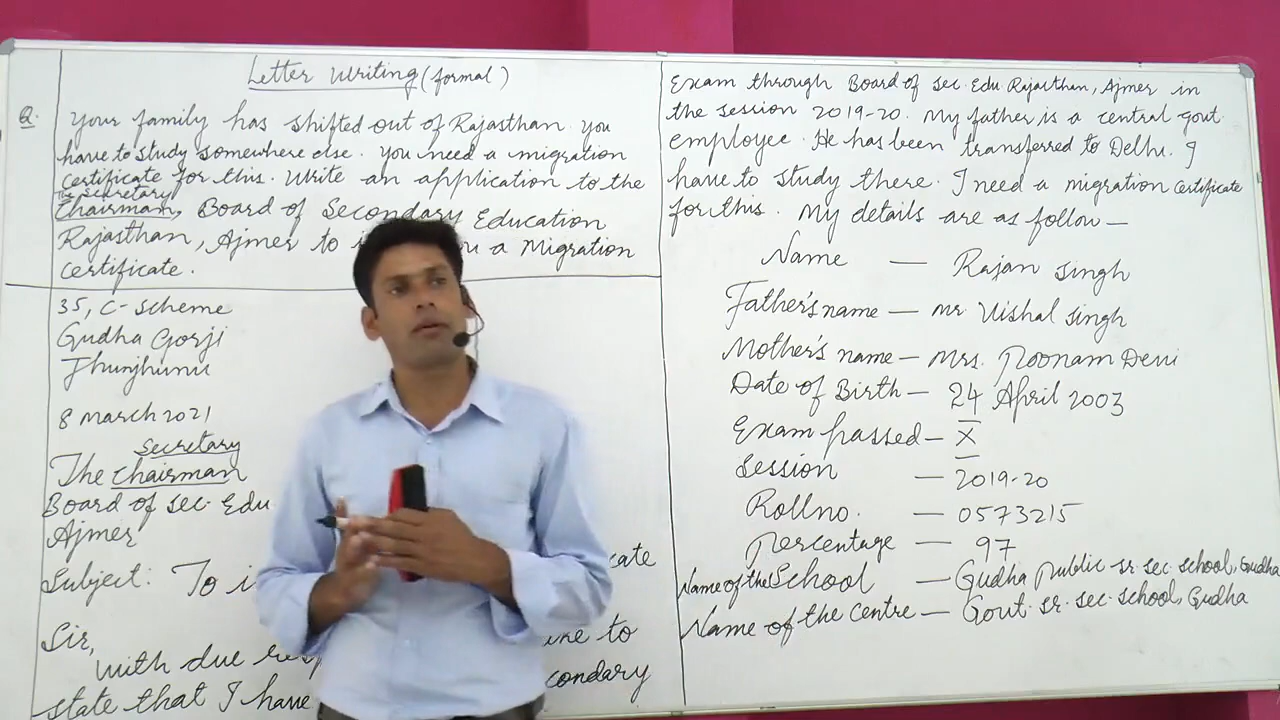 Letter Writing (formal)
Q. Your family has shifted out of Rajasthan. You
have to study somewhere else. You need a migration
certificate for this. Write an application to the
The secretary
Chairman, Board of Secondary Education
Rajasthan, Ajmer to a Migration
certificate.
35, C-scheme
Gudha Gorji
Jhunjhunu
8 March 2021
secretary
The chairman
Board of sec. Edu
Ajmer
Subject: To
Sir,
with due to
state that I have secondary
Exam through Board of sec. Edu. Rajasthan, Ajmer in
the session 2019-20. My father is a central govt.
employee. He has been transferred to Delhi. I
have to study there. I need a migration certificate
for this. My details are as follow —
Name — Rajan Singh
Father's name — Mr. Vishal Singh
Mother's name — Mrs. Poonam Devi
Date of Birth — 24 April 2003
Exam passed — X
Session — 2019-20
Roll no. — 0573215
Percentage — 97
Name of the School — Gudha Public sr. sec. school, Gudha
Name of the centre — Govt. sr. sec. school, Gudha